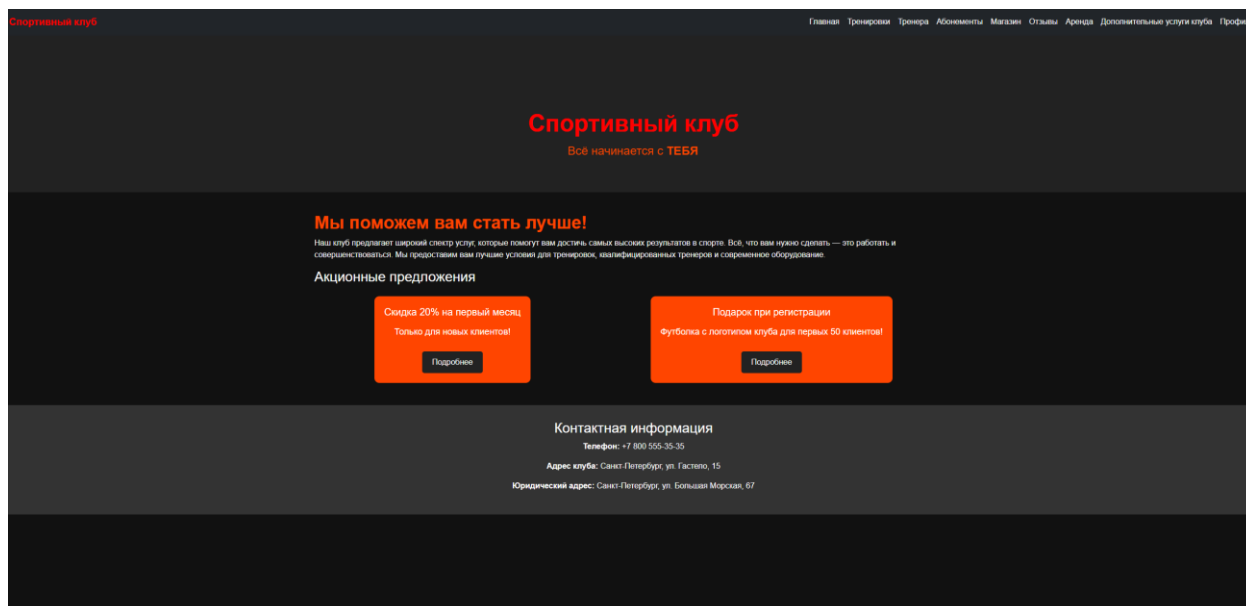 Спортивный клуб
Главная Тренировки Тренера Абонементы Магазин Отзывы Аренда Дополнительные услуги клуба Профи
Спортивный клуб
Всё начинается с ТЕБЯ
Мы поможем вам стать лучше!
Наш клуб предлагает широкий спектр услуг, которые помогут вам достичь самых высоких результатов в спорте. Всё, что вам нужно сделать — это работать и
совершенствоваться. Мы предоставим вам лучшие условия для тренировок, квалифицированных тренеров и современное оборудование.
Акционные предложения
Скидка 20% на первый месяц
Только для новых клиентов!
Подробнее
Подарок при регистрации
Футболка с логотипом клуба для первых 50 клиентов!
Подробнее
Контактная информация
Телефон: +7 800 555-35-35
Адрес клуба: Санкт-Петербург, ул. Гастело, 15
Юридический адрес: Санкт-Петербург, ул. Большая Морская, 67